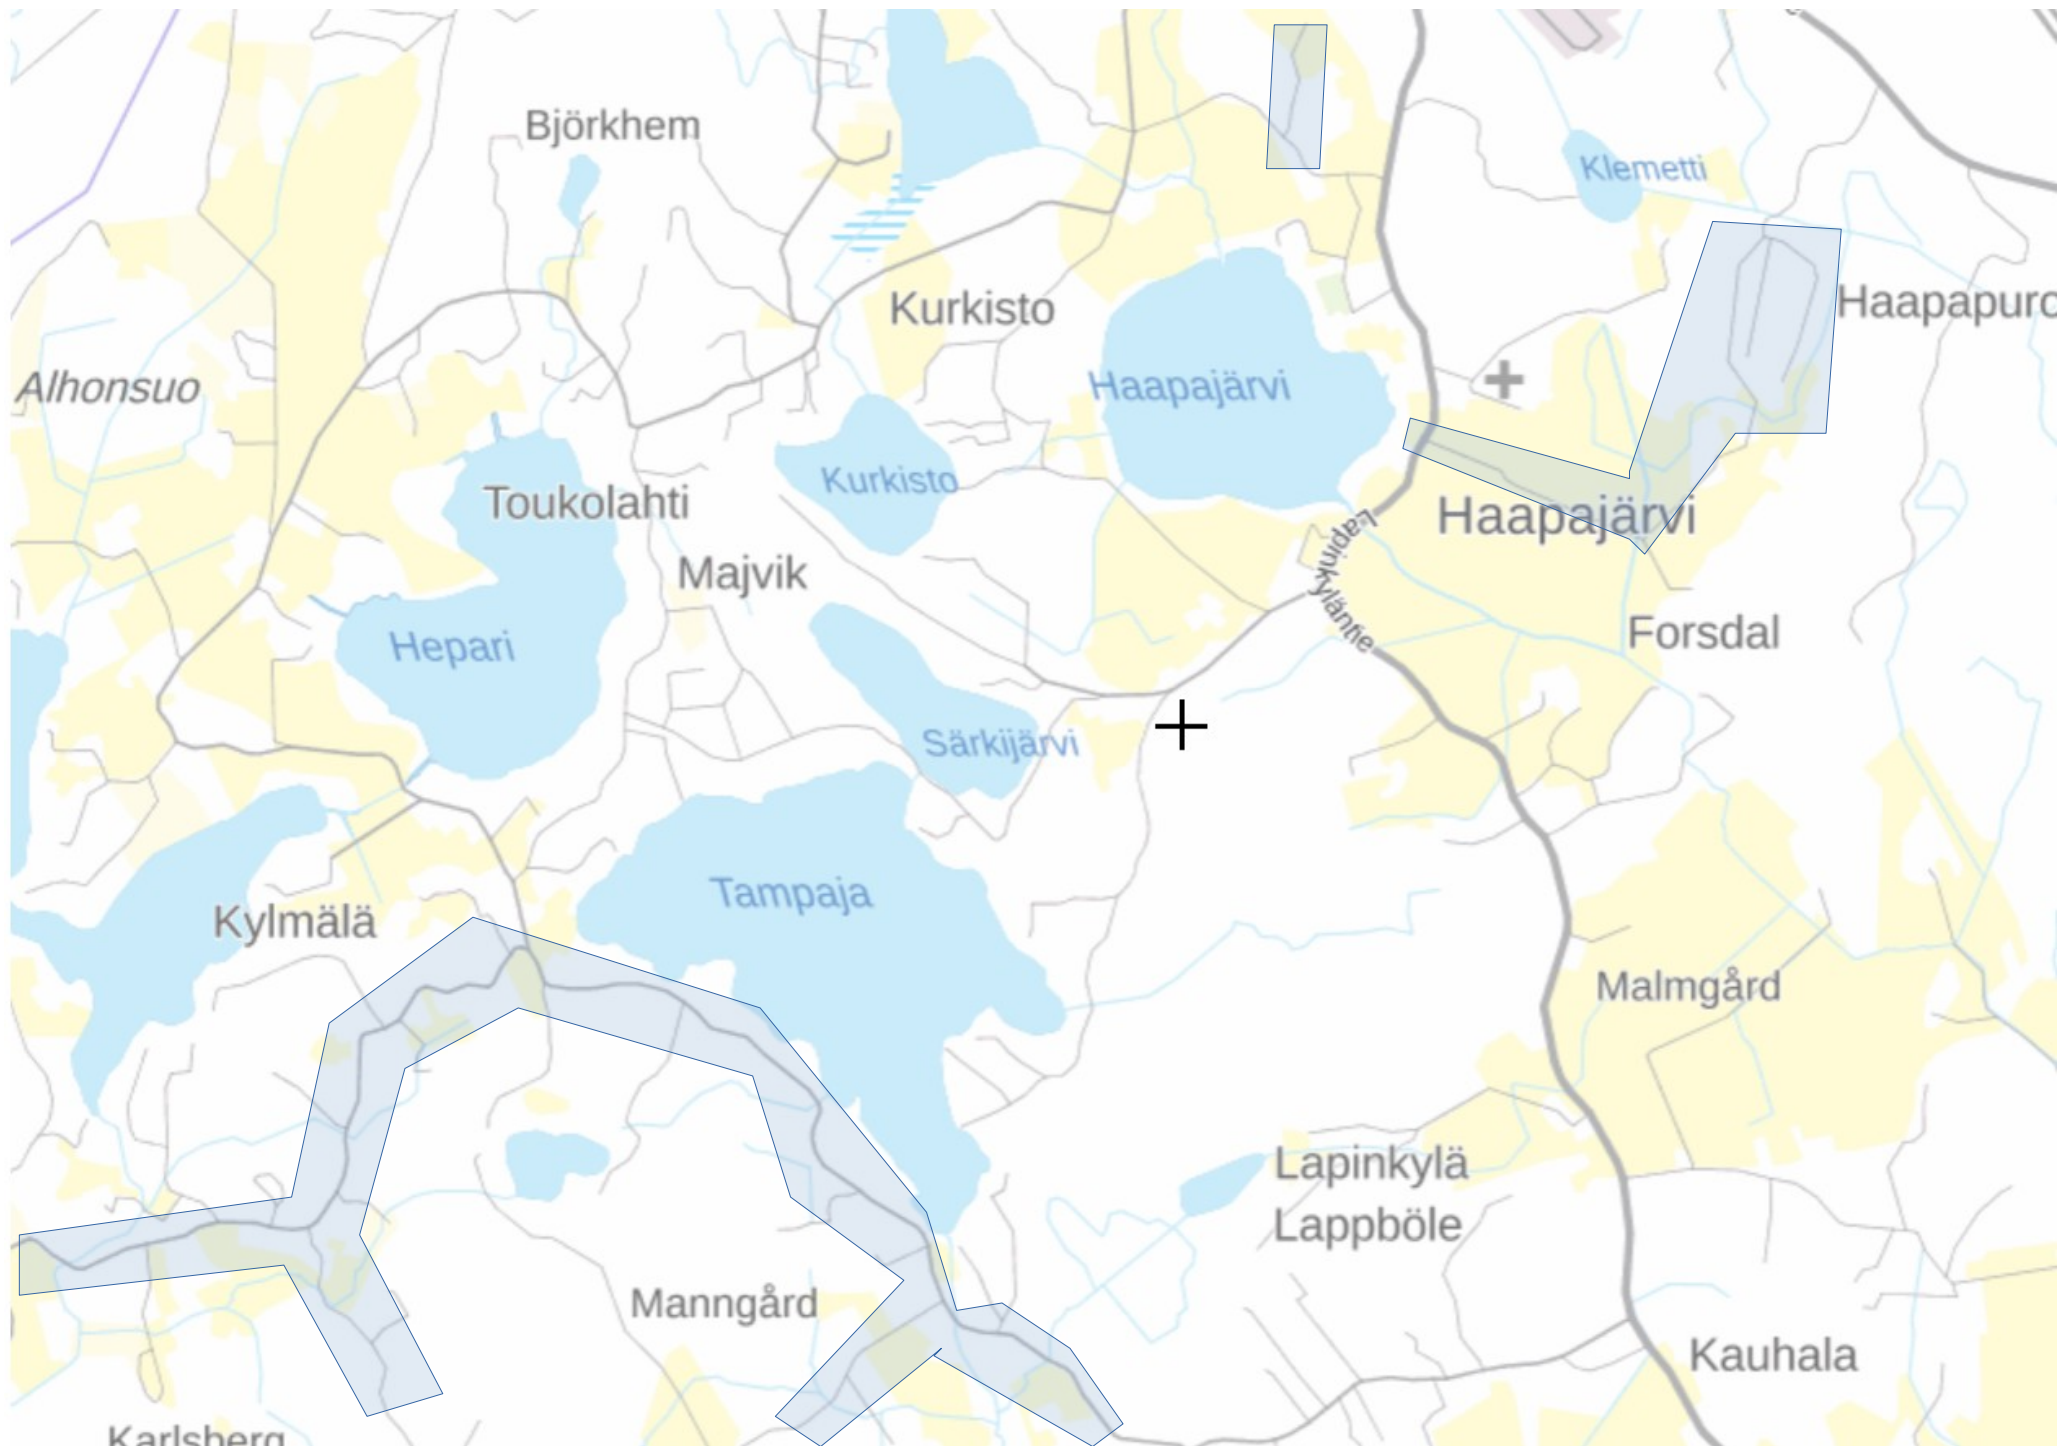 Björkhem
Klemetti
Kurkisto
Haapapuro
Alhonsuo
Haapajärvi
Kurkisto
Toukolahti
Haapajärvi
Lapinkyläntie
Majvik
Hepari
Forsdal
Särkijärvi
Tampaja
Kylmälä
Malmgård
Lapinkylä
Lappböle
Manngård
Kauhala
Karlsberg